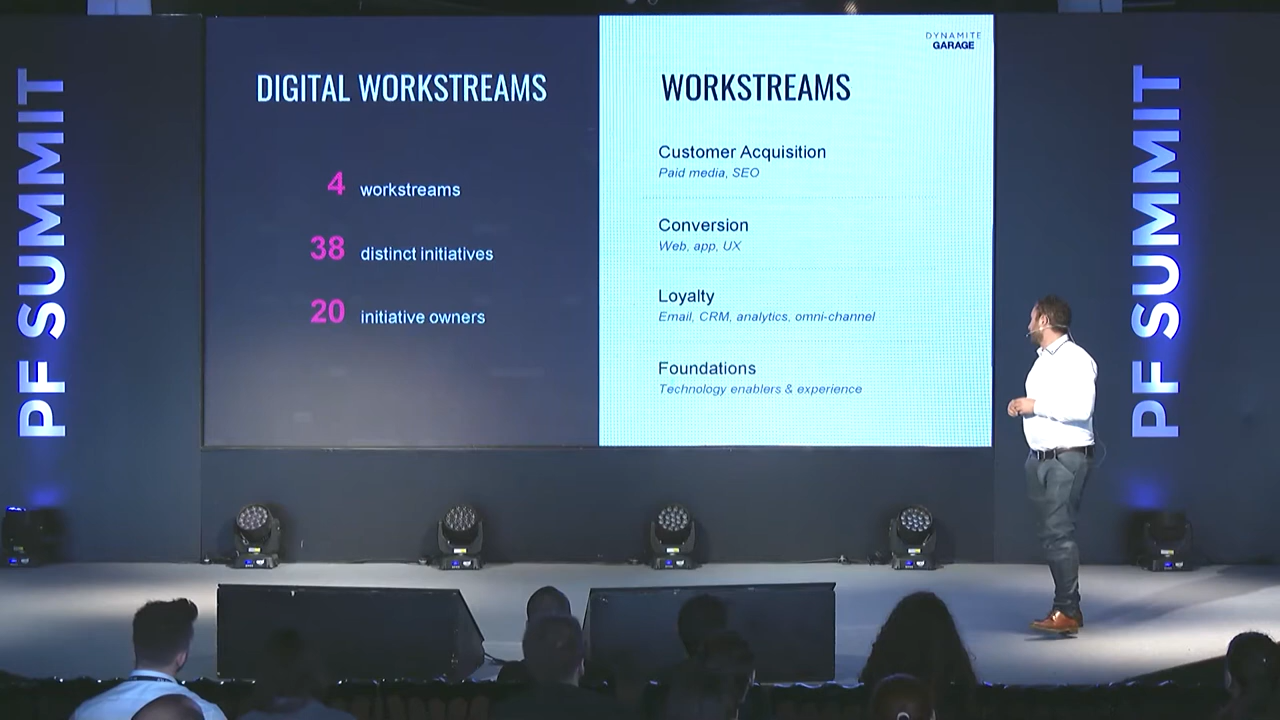 PF SUMMIT
DIGITAL WORKSTREAMS
4 workstreams
38 distinct initiatives
20 initiative owners
DYNAMITE
GARAGE
WORKSTREAMS
Customer Acquisition
Paid media, SEO
Conversion
Web, app, UX
Loyalty
Email, CRM, analytics, omni-channel
Foundations
Technology enablers & experience
PF SUMMIT